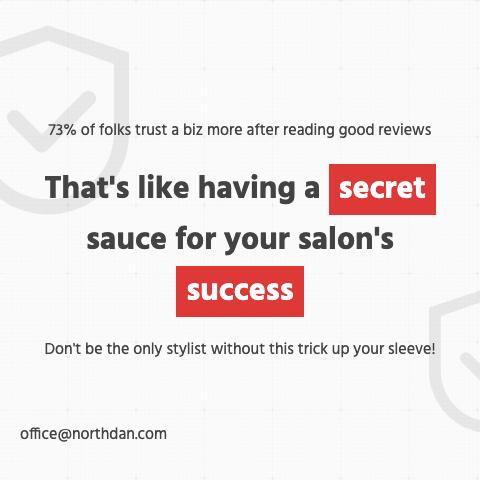 73% of folks trust a biz more after reading good reviews
That's like having a secret
sauce for your salon's
success
Don't be the only stylist without this trick up your sleeve!
office@northdan.com